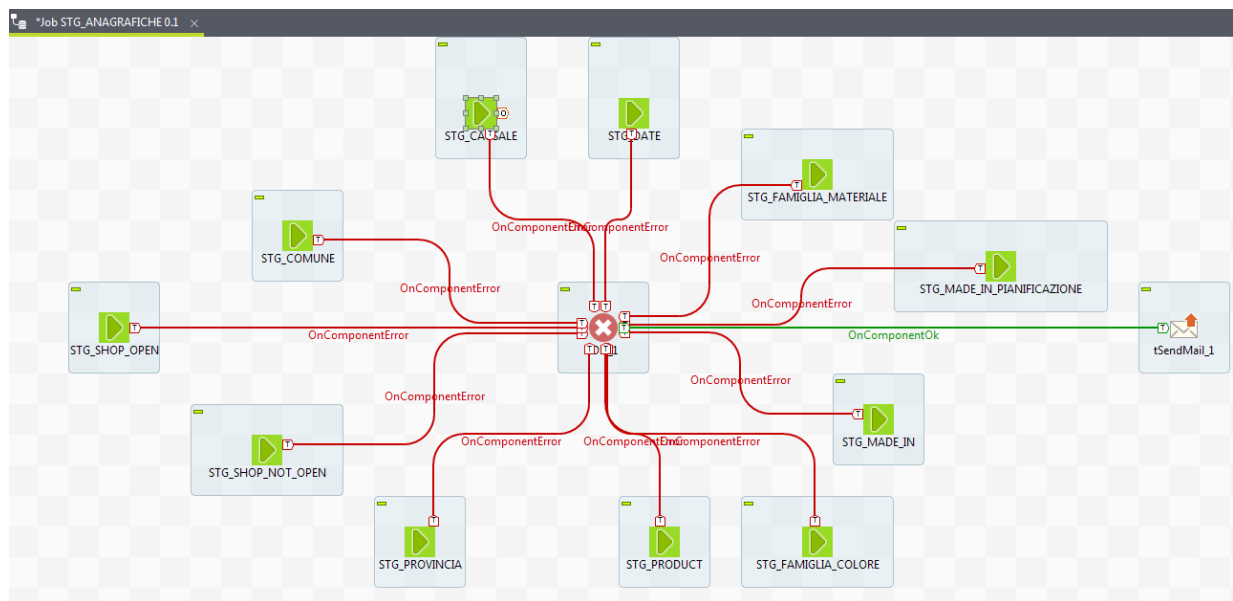 *Job STG_ANAGRAFICHE 0.1
STG_DATE
STG_FAMIGLIA_MATERIALE
OnComponentError
STG_COMUNE
OnComponentError
STG_MADE_IN_PIANIFICAZIONE
OnComponentError
OnComponentError
OnComponentError
OnComponentOk
STG_SHOP_OPEN
tSendMail_1
OnComponentError
OnComponentError
STG_MADE_IN
OnComponentError
OnComponentError
STG_SHOP_NOT_OPEN
STG_PROVINCIA
STG_PRODUCT
STG_FAMIGLIA_COLORE